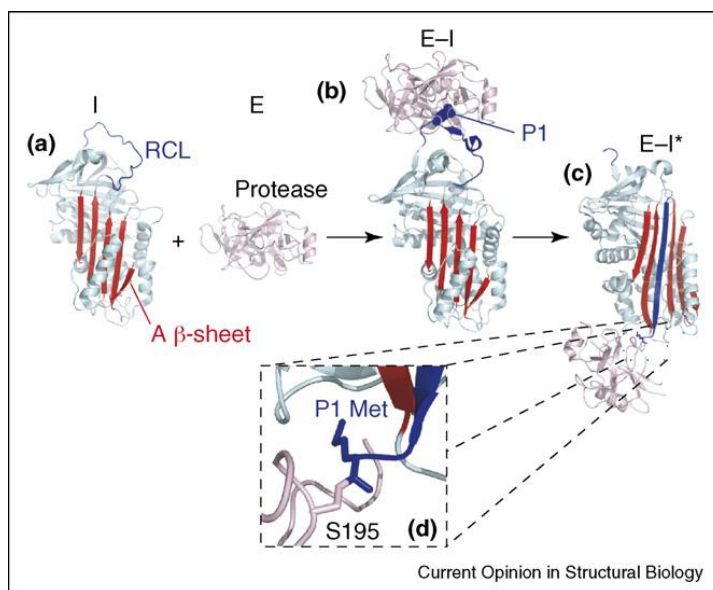 E–I
(b)
I
E
(a)
RCL
P1
E–I*
(c)
Protease
+
A β-sheet
P1 Met
S195
(d)
Current Opinion in Structural Biology